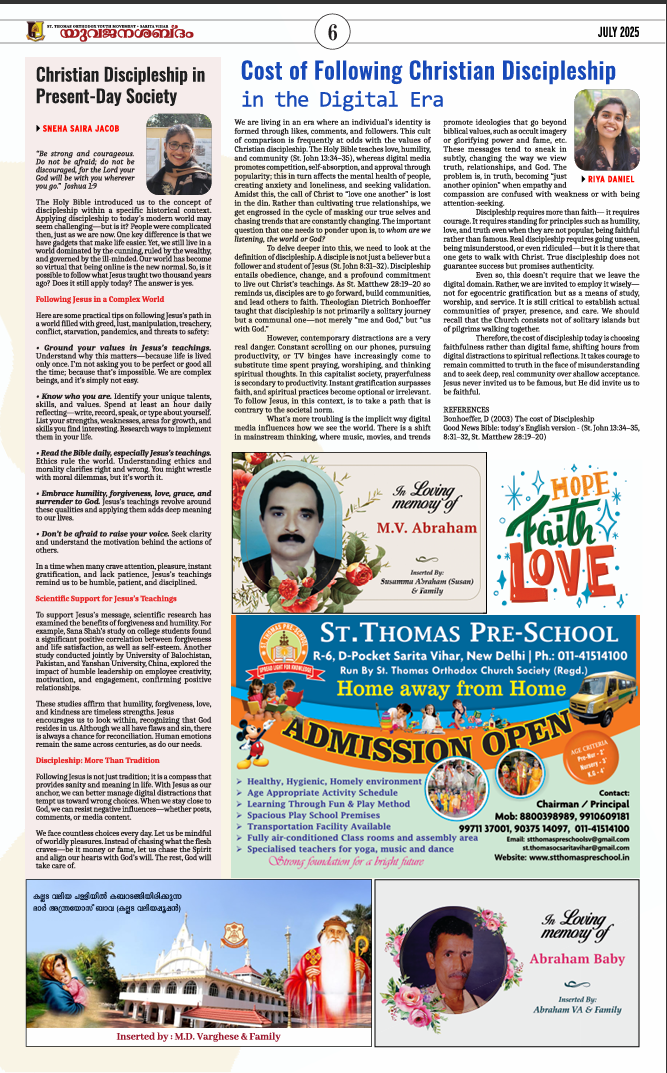 ST. THOMAS ORTHODOX YOUTH MOVEMENT • SARITA VIHAR
യുവജനശബ്ദം
6
JULY 2025
Christian Discipleship in
Present-Day Society
SNEHA SAIRA JACOB
"Be strong and courageous.
Do not be afraid; do not be
discouraged, for the Lord your
God will be with you wherever
you go." Joshua 1:9
The Holy Bible introduced us to the concept of
discipleship within a specific historical context.
Applying discipleship to today's modern world may
seem challenging—but is it? People were complicated
then, just as we are now. One key difference is that we
have gadgets that make life easier. Yet, we still live in a
world dominated by the cunning, ruled by the wealthy,
and governed by the ill-minded. Our world has become
so virtual that being online is the new normal. So, is it
possible to follow what Jesus taught two thousand years
ago? Does it still apply today? The answer is yes.
Following Jesus in a Complex World
Here are some practical tips on following Jesus's path in
a world filled with greed, lust, manipulation, treachery,
conflict, starvation, pandemics, and threats to safety:
• Ground your values in Jesus's teachings.
Understand why this matters—because life is lived
only once. I'm not asking you to be perfect or good all
the time; because that's impossible. We are complex
beings, and it's simply not easy.
• Know who you are. Identify your unique talents,
skills, and values. Spend at least an hour daily
reflecting—write, record, speak, or type about yourself.
List your strengths, weaknesses, areas for growth, and
skills you find interesting. Research ways to implement
them in your life.
• Read the Bible daily, especially Jesus's teachings.
Ethics rule the world. Understanding ethics and
morality clarifies right and wrong. You might wrestle
with moral dilemmas, but it's worth it.
• Embrace humility, forgiveness, love, grace, and
surrender to God. Jesus's teachings revolve around
these qualities and applying them adds deep meaning
to our lives.
• Don't be afraid to raise your voice. Seek clarity
and understand the motivation behind the actions of
others.
In a time when many crave attention, pleasure, instant
gratification, and lack patience, Jesus's teachings
remind us to be humble, patient, and disciplined.
Scientific Support for Jesus's Teachings
To support Jesus's message, scientific research has
examined the benefits of forgiveness and humility. For
example, Sana Shah's study on college students found
a significant positive correlation between forgiveness
and life satisfaction, as well as self-esteem. Another
study conducted jointly by University of Balochistan,
Pakistan, and Yanshan University, China, explored the
impact of humble leadership on employee creativity,
motivation, and engagement, confirming positive
relationships.
These studies affirm that humility, forgiveness, love,
and kindness are timeless strengths. Jesus
encourages us to look within, recognizing that God
resides in us. Although we all have flaws and sin, there
is always a chance for reconciliation. Human emotions
remain the same across centuries, as do our needs.
Discipleship: More Than Tradition
Following Jesus is not just tradition; it is a compass that
provides sanity and meaning in life. With Jesus as our
anchor, we can better manage digital distractions that
tempt us toward wrong choices. When we stay close to
God, we can resist negative influences—whether posts,
comments, or media content.
We face countless choices every day. Let us be mindful
of worldly pleasures. Instead of chasing what the flesh
craves—be it money or fame, let us chase the Spirit
and align our hearts with God's will. The rest, God will
take care of.
Cost of Following Christian Discipleship
in the Digital Era
We are living in an era where an individual's identity is
formed through likes, comments, and followers. This cult
of comparison is frequently at odds with the values of
Christian discipleship. The Holy Bible teaches love, humility,
and community (St. John 13:34–35), whereas digital media
promotes competition, self-absorption, and approval through
popularity; this in turn affects the mental health of people,
creating anxiety and loneliness, and seeking validation.
Amidst this, the call of Christ to "love one another" is lost
in the din. Rather than cultivating true relationships, we
get engrossed in the cycle of masking our true selves and
chasing trends that are constantly changing. The important
question that one needs to ponder upon is, to whom are we
listening, the world or God?
To delve deeper into this, we need to look at the
definition of discipleship. A disciple is not just a believer but a
follower and student of Jesus (St. John 8:31–32). Discipleship
entails obedience, change, and a profound commitment
to live out Christ's teachings. As St. Matthew 28:19–20 so
reminds us, disciples are to go forward, build communities,
and lead others to faith. Theologian Dietrich Bonhoeffer
taught that discipleship is not primarily a solitary journey
but a communal one—not merely "me and God," but "us
with God."
However, contemporary distractions are a very
real danger. Constant scrolling on our phones, pursuing
productivity, or TV binges have increasingly come to
substitute time spent praying, worshiping, and thinking
spiritual thoughts. In this capitalist society, prayerfulness
is secondary to productivity. Instant gratification surpasses
faith, and spiritual practices become optional or irrelevant.
To follow Jesus, in this context, is to take a path that is
contrary to the societal norm.
What's more troubling is the implicit way digital
media influences how we see the world. There is a shift
in mainstream thinking, where music, movies, and trends
promote ideologies that go beyond
biblical values, such as occult imagery
or glorifying power and fame, etc.
These messages tend to sneak in
subtly, changing the way we view
truth, relationships, and God. The
problem is, in truth, becoming "just
another opinion" when empathy and
compassion are confused with weakness or with being
attention-seeking.
RIYA DANIEL
Discipleship requires more than faith— it requires
courage. It requires standing for principles such as humility,
love, and truth even when they are not popular, being faithful
rather than famous. Real discipleship requires going unseen,
being misunderstood, or even ridiculed—but it is there that
one gets to walk with Christ. True discipleship does not
guarantee success but promises authenticity.
Even so, this doesn't require that we leave the
digital domain. Rather, we are invited to employ it wisely—
not for egocentric gratification but as a means of study,
worship, and service. It is still critical to establish actual
communities of prayer, presence, and care. We should
recall that the Church consists not of solitary islands but
of pilgrims walking together.
Therefore, the cost of discipleship today is choosing
faithfulness rather than digital fame, shifting hours from
digital distractions to spiritual reflections. It takes courage to
remain committed to truth in the face of misunderstanding
and to seek deep, real community over shallow acceptance.
Jesus never invited us to be famous, but He did invite us to
be faithful.
REFERENCES
Bonhoeffer, D (2003) The cost of Discipleship
Good News Bible: today's English version - (St. John 13:34–35,
8:31–32, St. Matthew 28:19–20)
In Loving
memory of
M.V. Abraham
Inserted By:
Susamma Abraham (Susan)
& Family
HOPE
Faith
LOVE
ST. THOMAS PRE-SCHOOL
R-6, D-Pocket Sarita Vihar, New Delhi | Ph.: 011-41514100
Run By St. Thomas Orthodox Church Society (Regd.)
Home away from Home
SPREAD LIGHT FOR KNOWLEDGE
ADMISSION OPEN
AGE CRITERIA
Pre-Nur - 2+
Nursery - 3+
K.G - 4+
➢ Healthy, Hygienic, Homely environment
➢ Age Appropriate Activity Schedule
➢ Learning Through Fun & Play Method
➢ Spacious Play School Premises
➢ Transportation Facility Available
➢ Fully air-conditioned Class rooms and assembly area
➢ Specialised teachers for yoga, music and dance
Strong foundation for a bright future
Contact:
Chairman / Principal
Mob: 8800398989, 9910609181
99711 37001, 90375 14097, 011-41514100
Email: stthomaspreschoolsv@gmail.com
st.thomasocsaritavihar@gmail.com
Website: www.stthomaspreschool.in
കല്ലട വലിയ പള്ളിയിൽ കബറടങ്ങിയിരിക്കുന്ന
മാർ അന്ത്രയോസ് ബാവ (കല്ലട വലിയപ്പൂപ്പൻ)
Inserted by : M.D. Varghese & Family
In Loving
memory of
Abraham Baby
Inserted By:
Abraham VA & Family